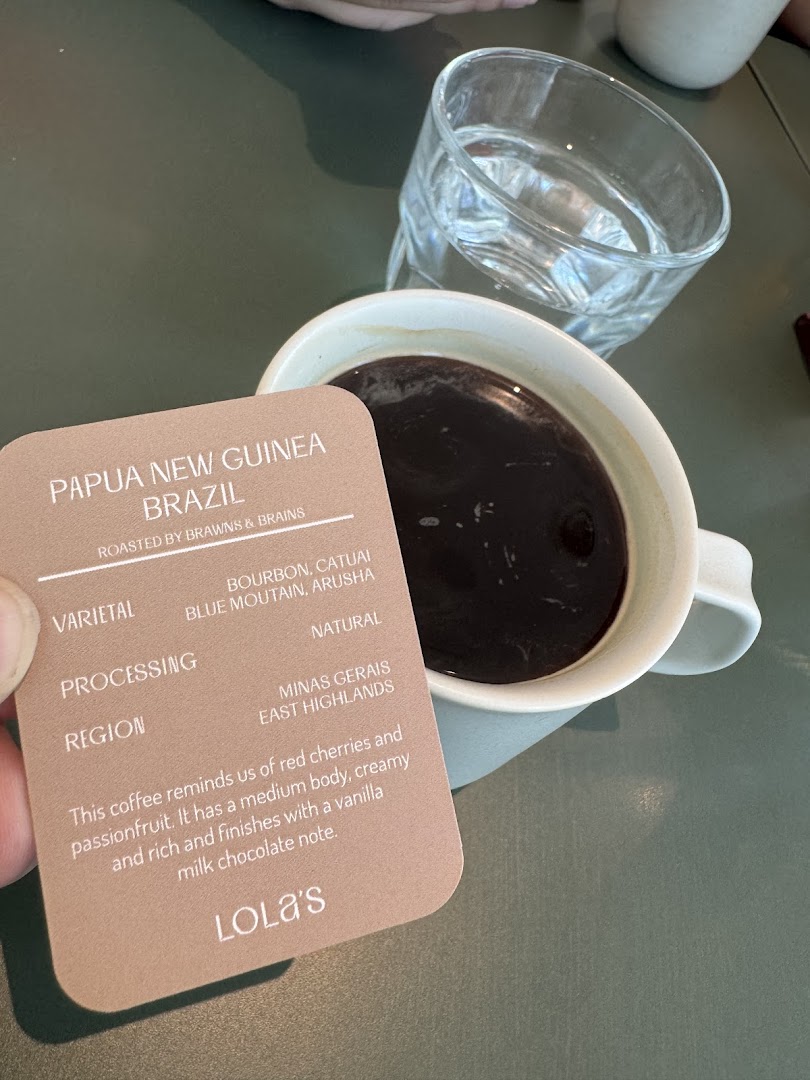 PAPUA NEW GUINEA
BRAZIL
ROASTED BY BRAWNS & BRAINS
VARIETAL
BOURBON, CATUAI
BLUE MOUTAIN, ARUSHA
PROCESSING
NATURAL
REGION
MINAS GERAIS
EAST HIGHLANDS
This coffee reminds us of red cherries and
passionfruit. It has a medium body, creamy
and rich and finishes with a vanilla
milk chocolate note.
LOLa's